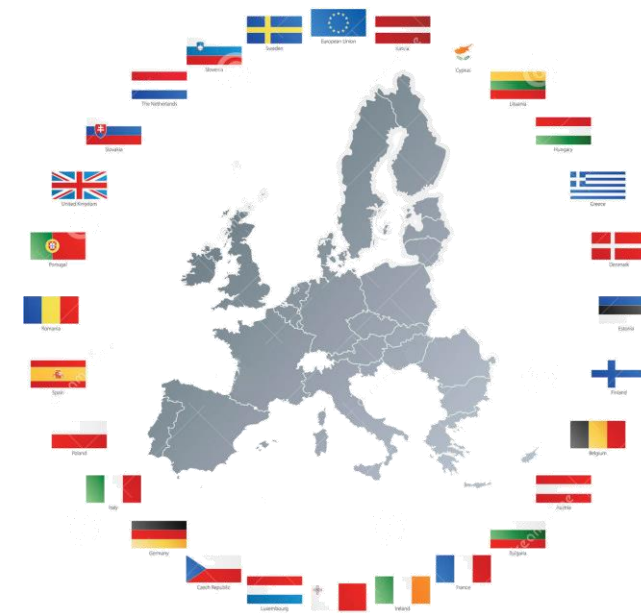 European Union
Sweden
Latvia
Slovenia
Cyprus
The Netherlands
Lithuania
Slovakia
Hungary
United Kingdom
Greece
Portugal
Denmark
Romania
Estonia
Spain
Finland
Poland
Belgium
Italy
Austria
Germany
Bulgaria
Czech Republic
France
Luxembourg
Ireland